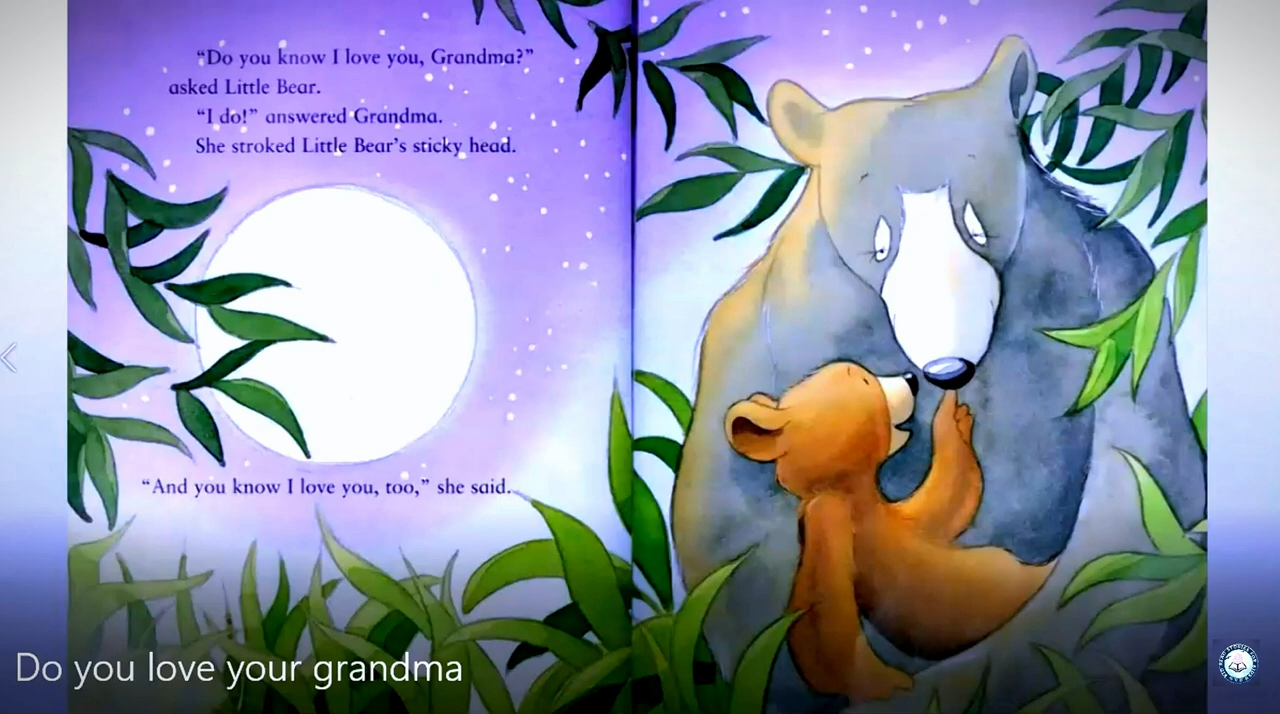 “Do you know I love you, Grandma?”
asked Little Bear.
“I do!” answered Grandma.
She stroked Little Bear’s sticky head.
“And you know I love you, too,” she said.
Do you love your grandma